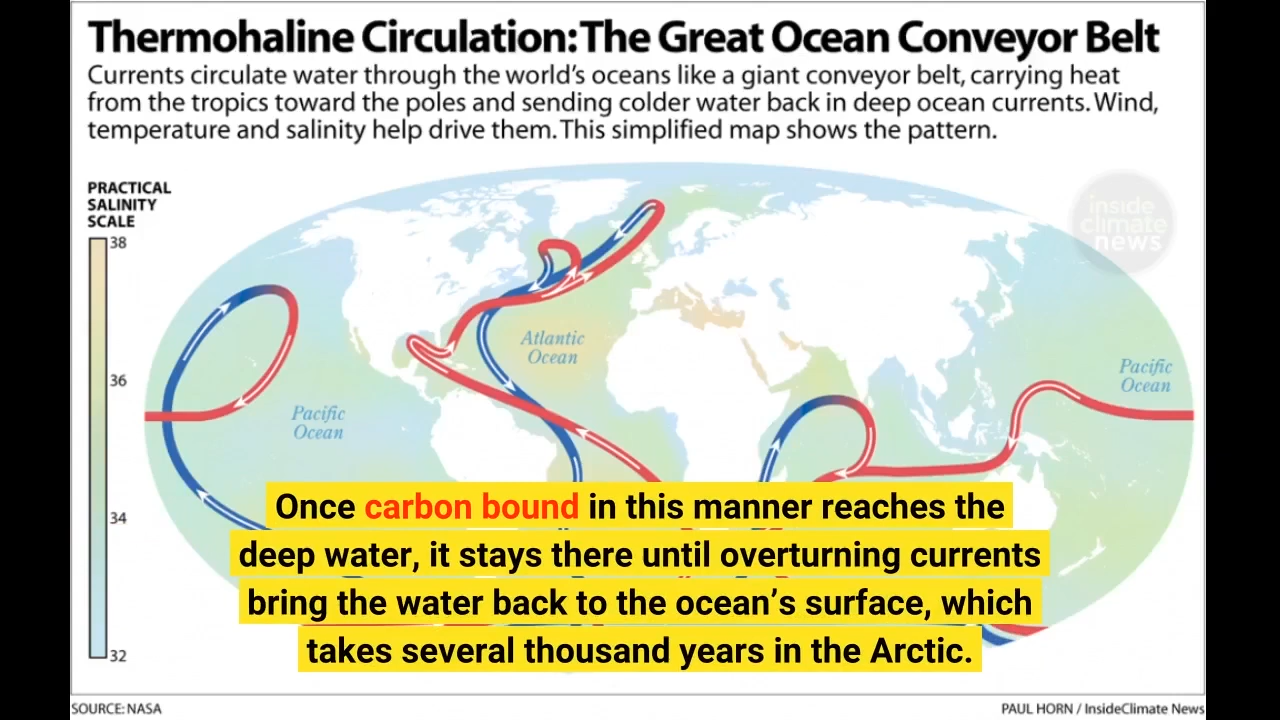 Thermohaline Circulation: The Great Ocean Conveyor Belt
Currents circulate water through the world's oceans like a giant conveyor belt, carrying heat
from the tropics toward the poles and sending colder water back in deep ocean currents. Wind,
temperature and salinity help drive them. This simplified map shows the pattern.
PRACTICAL
SALINITY
SCALE
38
36
34
32
inside
climate
news
Atlantic
Ocean
Pacific
Ocean
Pacific
Ocean
Once carbon bound in this manner reaches the
deep water, it stays there until overturning currents
bring the water back to the ocean's surface, which
takes several thousand years in the Arctic.
SOURCE: NASA
PAUL HORN / InsideClimate News